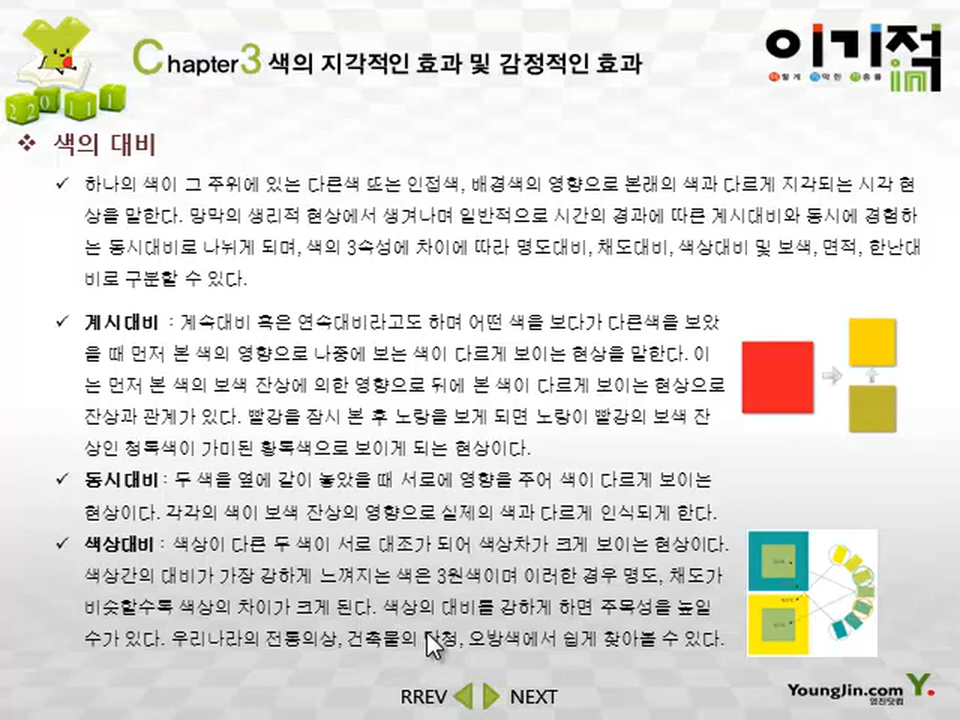 Chapter3 색의 지각적인 효과 및 감정적인 효과
이기적in
2011
색의 대비
하나의 색이 그 주위에 있는 다른색 또는 인접색, 배경색의 영향으로 본래의 색과 다르게 지각되는 시각 현
상을 말한다. 망막의 생리적 현상에서 생겨나며 일반적으로 시간의 경과에 따른 계시대비와 동시에 경험하
는 동시대비로 나뉘게 되며, 색의 3속성에 차이에 따라 명도대비, 채도대비, 색상대비 및 보색, 면적, 한난대
비로 구분할 수 있다.
계시대비 : 계속대비 혹은 연속대비라고도 하며 어떤 색을 보다가 다른색을 보았
을 때 먼저 본 색의 영향으로 나중에 보는 색이 다르게 보이는 현상을 말한다. 이
는 먼저 본 색의 보색 잔상에 의한 영향으로 뒤에 본 색이 다르게 보이는 현상으로
잔상과 관계가 있다. 빨강을 잠시 본 후 노랑을 보게 되면 노랑이 빨강의 보색 잔
상인 청록색이 가미된 황록색으로 보이게 되는 현상이다.
동시대비 : 두 색을 옆에 같이 놓았을 때 서로에 영향을 주어 색이 다르게 보이는
현상이다. 각각의 색이 보색 잔상의 영향으로 실제의 색과 다르게 인식되게 한다.
색상대비 : 색상이 다른 두 색이 서로 대조가 되어 색상차가 크게 보이는 현상이다.
색상간의 대비가 가장 강하게 느껴지는 색은 3원색이며 이러한 경우 명도, 채도가
비슷할수록 색상의 차이가 크게 된다. 색상의 대비를 강하게 하면 주목성을 높일
수가 있다. 우리나라의 전통의상, 건축물의 단청, 오방색에서 쉽게 찾아볼 수 있다.
RREV NEXT
YoungJin.com Y.
영진닷컴